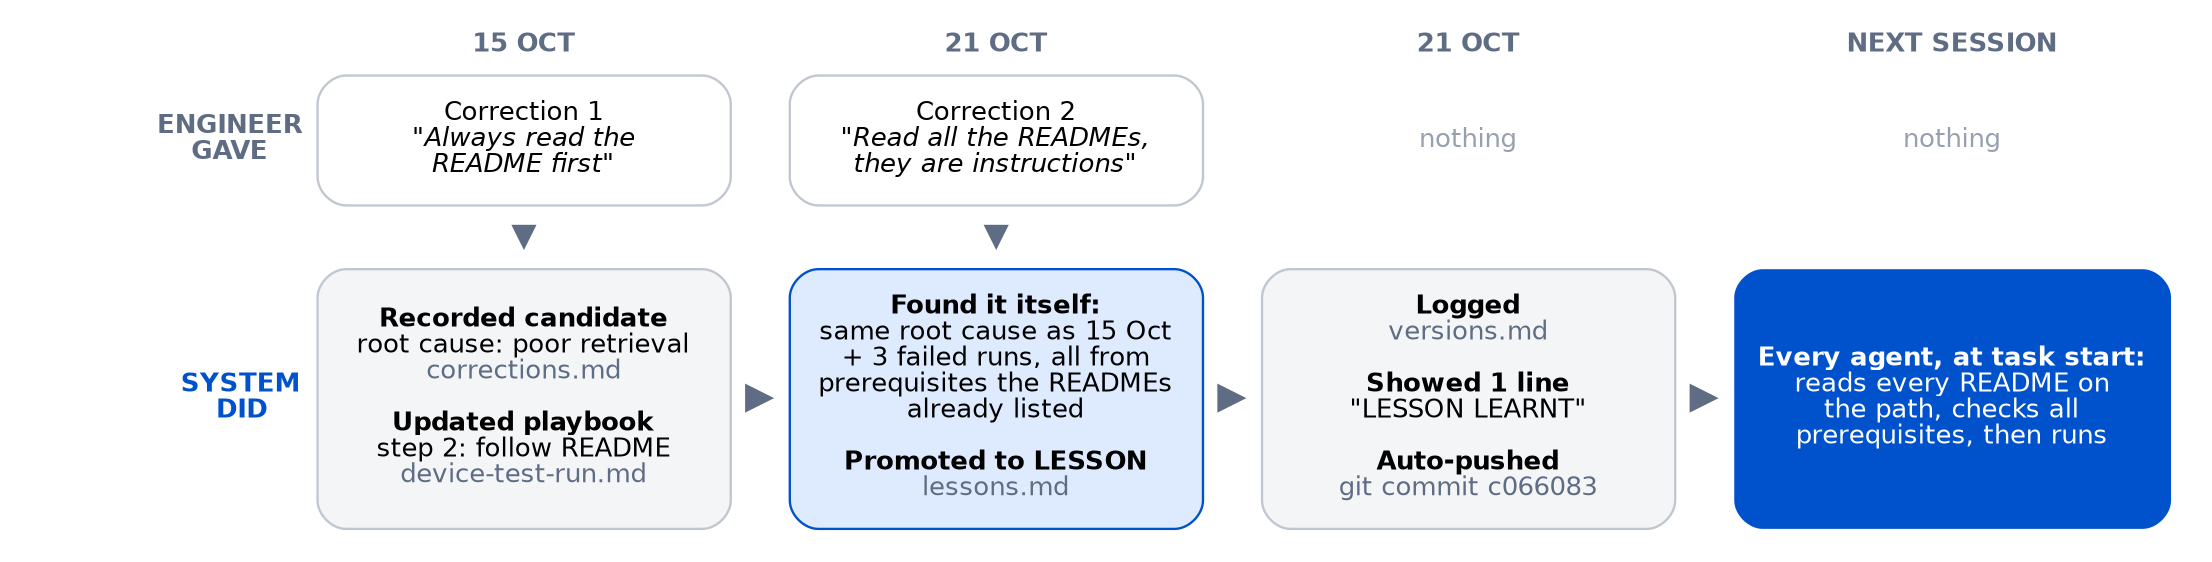 15 OCT
21 OCT
21 OCT
NEXT SESSION
ENGINEER
GAVE
Correction 1
"Always read the
README first"
Correction 2
"Read all the READMEs,
they are instructions"
nothing
nothing
SYSTEM
DID
Recorded candidate
root cause: poor retrieval
corrections.md
Updated playbook
step 2: follow README
device-test-run.md
Found it itself:
same root cause as 15 Oct
+ 3 failed runs, all from
prerequisites the READMEs
already listed
Promoted to LESSON
lessons.md
Logged
versions.md
Showed 1 line
"LESSON LEARNT"
Auto-pushed
git commit c066083
Every agent, at task start:
reads every README on
the path, checks all
prerequisites, then runs